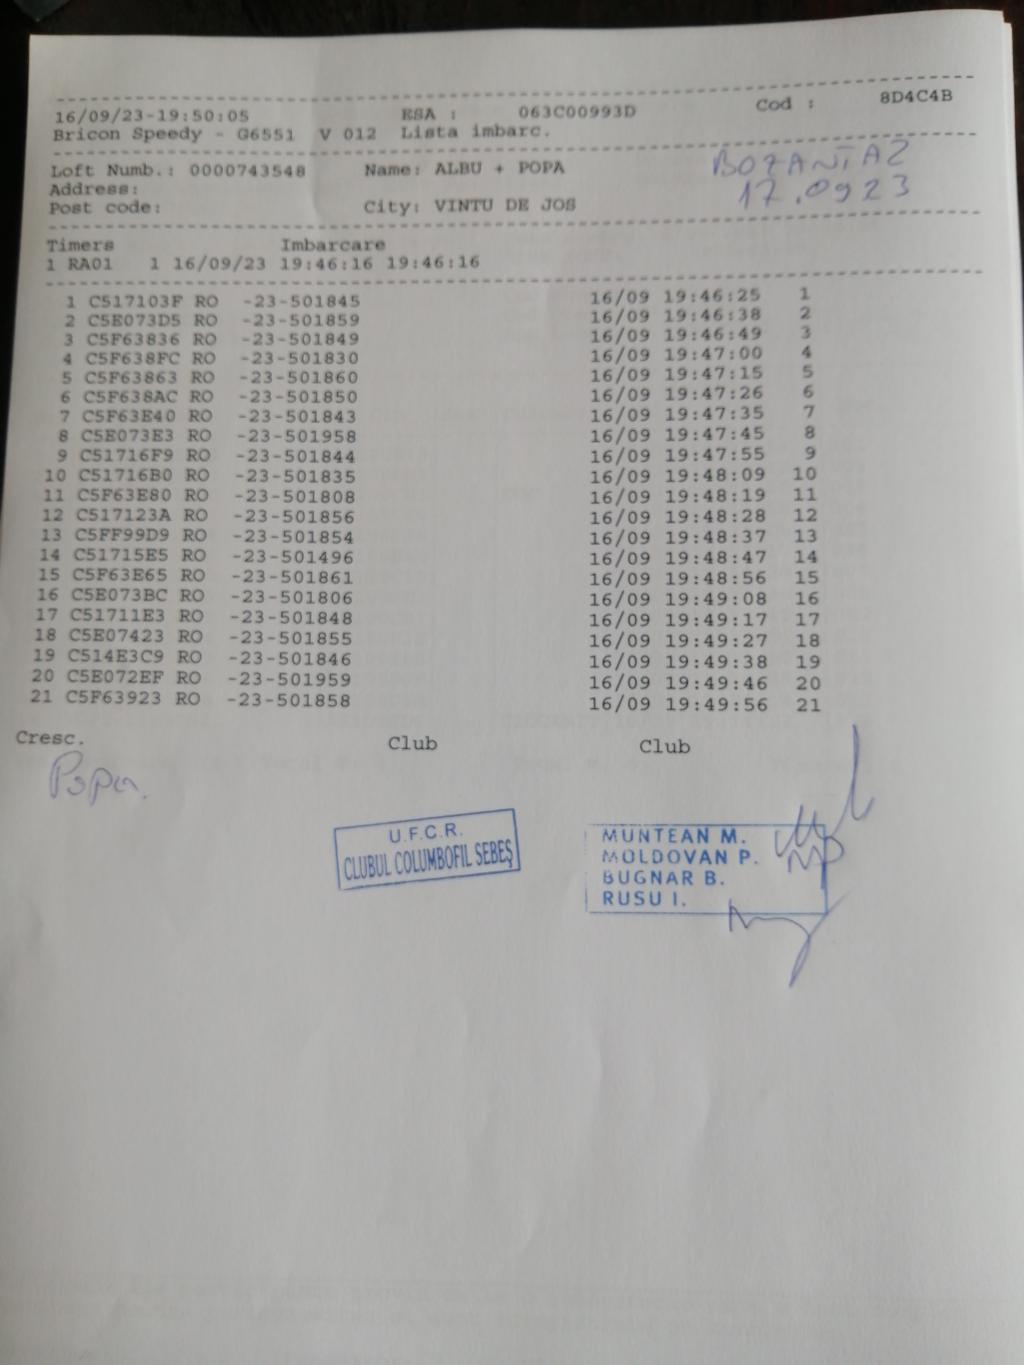 16/09/23-19:50:05 ESA : 063C00993D Cod : 8D4C4B
Bricon Speedy - G6551 V 012 Lista imbarc.
Loft Numb.: 0000743548 Name: ALBU + POPA
BOZANTA2
Address:
17.0923
Post code: City: VINTU DE JOS
Timers Imbarcare
1 RA01 1 16/09/23 19:46:16 19:46:16
1 C517103F RO -23-501845 16/09 19:46:25 1
2 C5E073D5 RO -23-501859 16/09 19:46:38 2
3 C5F63836 RO -23-501849 16/09 19:46:49 3
4 C5F638FC RO -23-501830 16/09 19:47:00 4
5 C5F63863 RO -23-501860 16/09 19:47:15 5
6 C5F638AC RO -23-501850 16/09 19:47:26 6
7 C5F63E40 RO -23-501843 16/09 19:47:35 7
8 C5E073E3 RO -23-501958 16/09 19:47:45 8
9 C51716F9 RO -23-501844 16/09 19:47:55 9
10 C51716B0 RO -23-501835 16/09 19:48:09 10
11 C5F63E80 RO -23-501808 16/09 19:48:19 11
12 C517123A RO -23-501856 16/09 19:48:28 12
13 C5FF99D9 RO -23-501854 16/09 19:48:37 13
14 C51715E5 RO -23-501496 16/09 19:48:47 14
15 C5F63E65 RO -23-501861 16/09 19:48:56 15
16 C5E073BC RO -23-501806 16/09 19:49:08 16
17 C51711E3 RO -23-501848 16/09 19:49:17 17
18 C5E07423 RO -23-501855 16/09 19:49:27 18
19 C514E3C9 RO -23-501846 16/09 19:49:38 19
20 C5E072EF RO -23-501959 16/09 19:49:46 20
21 C5F63923 RO -23-501858 16/09 19:49:56 21
Cresc. Club Club
Popa
U.F.C.R.
CLUBUL COLUMBOFIL SEBEȘ
MUNTEAN M.
MOLDOVAN P.
BUGNAR B.
RUSU I.